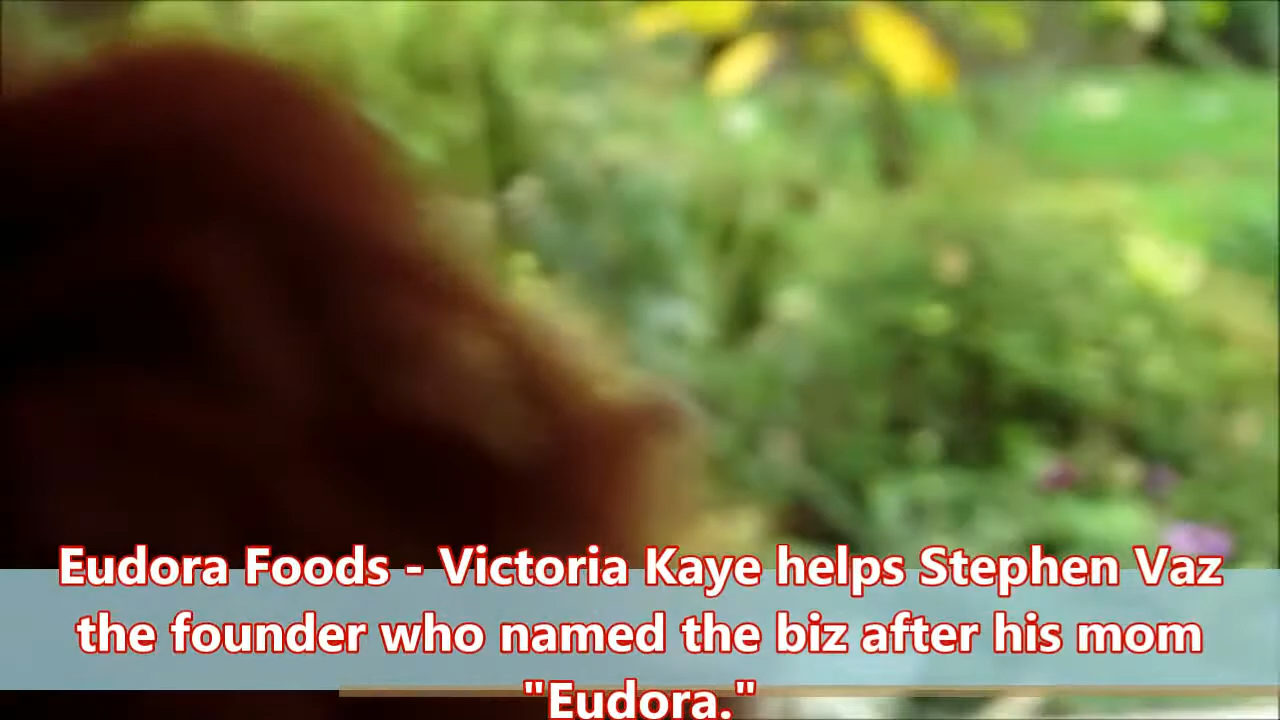 Eudora Foods - Victoria Kaye helps Stephen Vaz
the founder who named the biz after his mom
"Eudora."